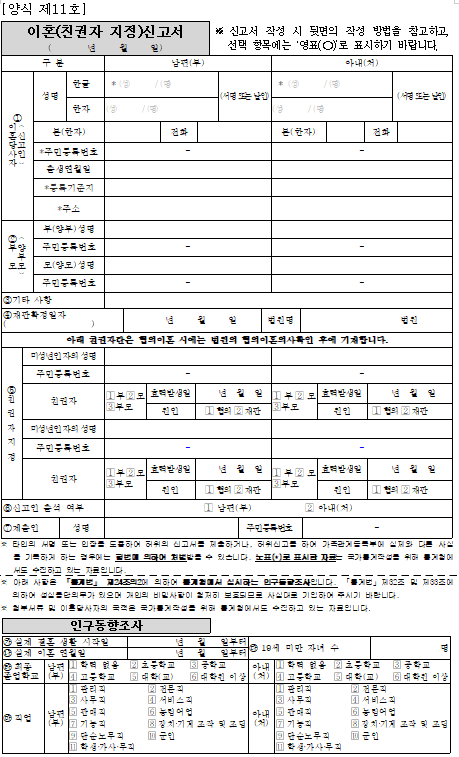 [양식 제11호]
이혼(친권자 지정)신고서
( 년 월 일)
※ 신고서 작성 시 뒷면의 작성 방법을 참고하고,
선택 항목에는 '영표(○)'로 표시하기 바랍니다.
구 분 남편(부) 아내(처)
①이혼당사자(신고인)
성명 한글 * (성) /(명) (서명 또는 날인) * (성) /(명) (서명 또는 날인)
한자 (성) /(명) (성) /(명)
본(한자) 전화 본(한자) 전화
*주민등록번호 - -
출생연월일
*등록기준지
*주소
②부모(양부모)
부(양부)성명
주민등록번호 - -
모(양모)성명
주민등록번호 - -
③기타 사항
④재판확정일자
( ) 년 월 일 법원명 법원
아래 친권자란은 협의이혼 시에는 법원의 협의이혼의사확인 후에 기재합니다.
⑤친권자지정
미성년인자의 성명
주민등록번호 - -
친권자 1부 2모 3부모 효력발생일 년 월 일 1부 2모 3부모 효력발생일 년 월 일
원인 1협의 2재판 원인 1협의 2재판
미성년인자의 성명
주민등록번호 - -
친권자 1부 2모 3부모 효력발생일 년 월 일 1부 2모 3부모 효력발생일 년 월 일
원인 1협의 2재판 원인 1협의 2재판
⑥신고인 출석 여부 1 남편(부) 2 아내(처)
⑦제출인 성명 주민등록번호 -
* 타인의 서명 또는 인장을 도용하여 허위의 신고서를 제출하거나, 허위신고를 하여 가족관계등록부에 실제와 다른 사실
을 기록하게 하는 경우에는 형법에 의하여 처벌받을 수 있습니다. 눈표(*)로 표시한 자료는 국가통계작성을 위해 통계청에
서도 수집하고 있는 자료입니다.
* 아래 사항은 「통계법」 제24조의2에 의하여 통계청에서 실시하는 인구동향조사입니다. 「통계법」제32조 및 제33조에
의하여 성실응답의무가 있으며 개인의 비밀사항이 철저히 보호되므로 사실대로 기입하여 주시기 바랍니다.
* 첨부서류 및 이혼당사자의 국적은 국가통계작성을 위해 통계청에서도 수집하고 있는 자료입니다.
인구동향조사
실제 결혼 생활 시작일 년 월 일부터
실제 이혼 연월일 년 월 일부터
19세 미만 자녀 수 명
최종 졸업학교
남편(부) 1 학력 없음 2 초등학교 3 중학교 아내(처) 1 학력 없음 2 초등학교 3 중학교
4 고등학교 5 대학(교) 6 대학원 이상 4 고등학교 5 대학(교) 6 대학원 이상
직업
남편(부) 1 관리직 2 전문직 아내(처) 1 관리직 2 전문직
3 사무직 4 서비스직 3 사무직 4 서비스직
5 판매직 6 농림어업 5 판매직 6 농림어업
7 기능직 8 장치·기계 조작 및 조립 7 기능직 8 장치·기계 조작 및 조립
9 단순노무직 10 군인 9 단순노무직 10 군인
11 학생·가사·무직 11 학생·가사·무직